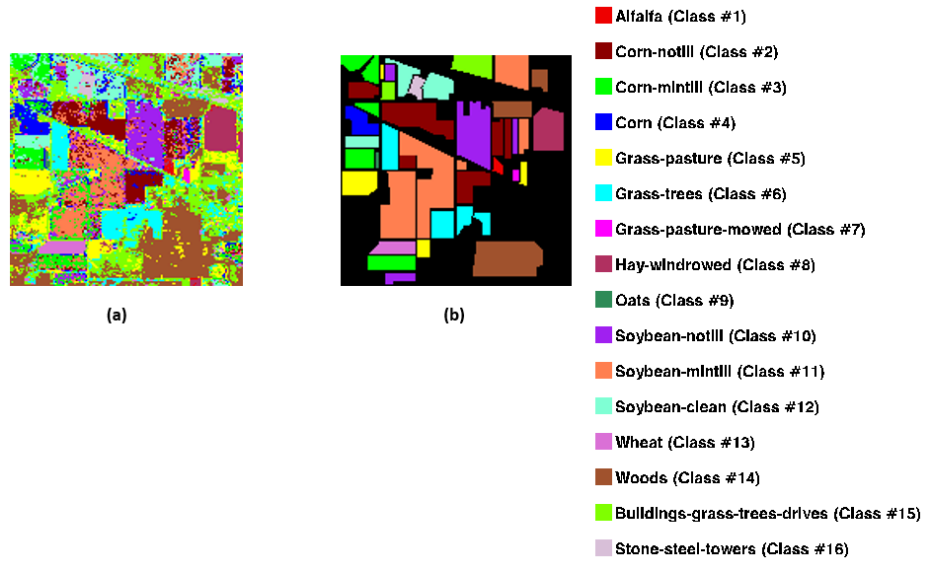 Alfalfa (Class #1)
Corn-notill (Class #2)
Corn-mintill (Class #3)
Corn (Class #4)
Grass-pasture (Class #5)
Grass-trees (Class #6)
Grass-pasture-mowed (Class #7)
Hay-windrowed (Class #8)
Oats (Class #9)
Soybean-notill (Class #10)
Soybean-mintill (Class #11)
Soybean-clean (Class #12)
Wheat (Class #13)
Woods (Class #14)
Buildings-grass-trees-drives (Class #15)
Stone-steel-towers (Class #16)
(a)
(b)